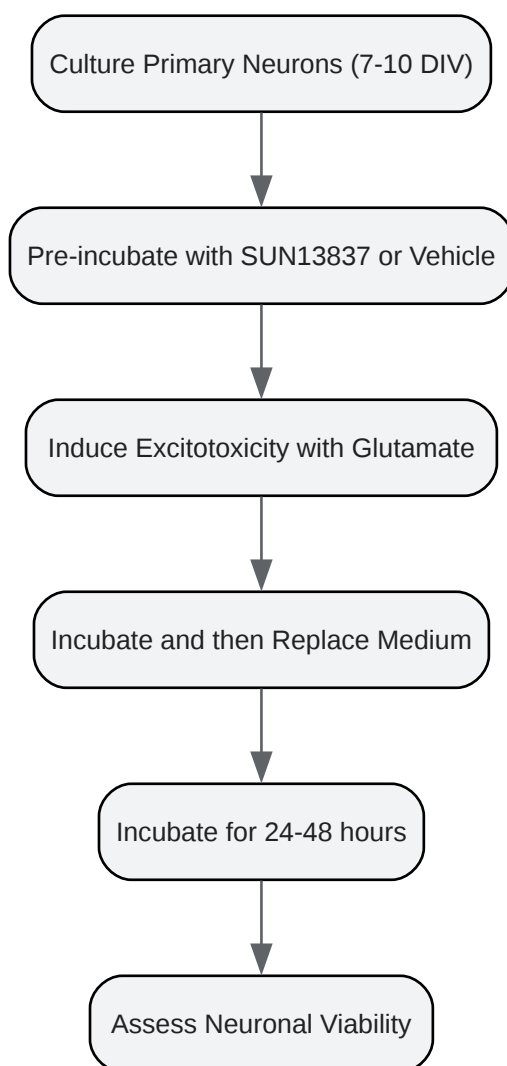 Culture Primary Neurons (7-10 DIV)
Pre-incubate with SUN13837 or Vehicle
Induce Excitotoxicity with Glutamate
Incubate and then Replace Medium
Incubate for 24-48 hours
Assess Neuronal Viability